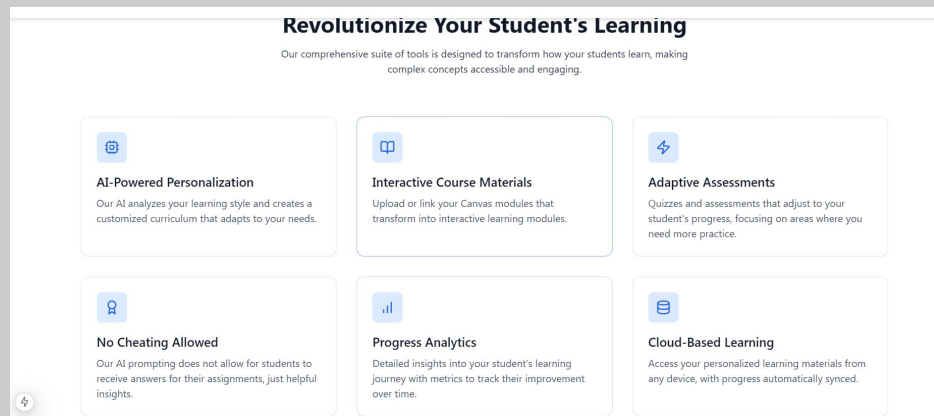 Revolutionize Your Student's Learning
Our comprehensive suite of tools is designed to transform how your students learn, making
complex concepts accessible and engaging.
AI-Powered Personalization
Our AI analyzes your learning style and creates a
customized curriculum that adapts to your needs.
Interactive Course Materials
Upload or link your Canvas modules that
transform into interactive learning modules.
Adaptive Assessments
Quizzes and assessments that adjust to your
student's progress, focusing on areas where you
need more practice.
No Cheating Allowed
Our AI prompting does not allow for students to
receive answers for their assignments, just helpful
insights.
Progress Analytics
Detailed insights into your student's learning
journey with metrics to track their improvement
over time.
Cloud-Based Learning
Access your personalized learning materials from
any device, with progress automatically synced.